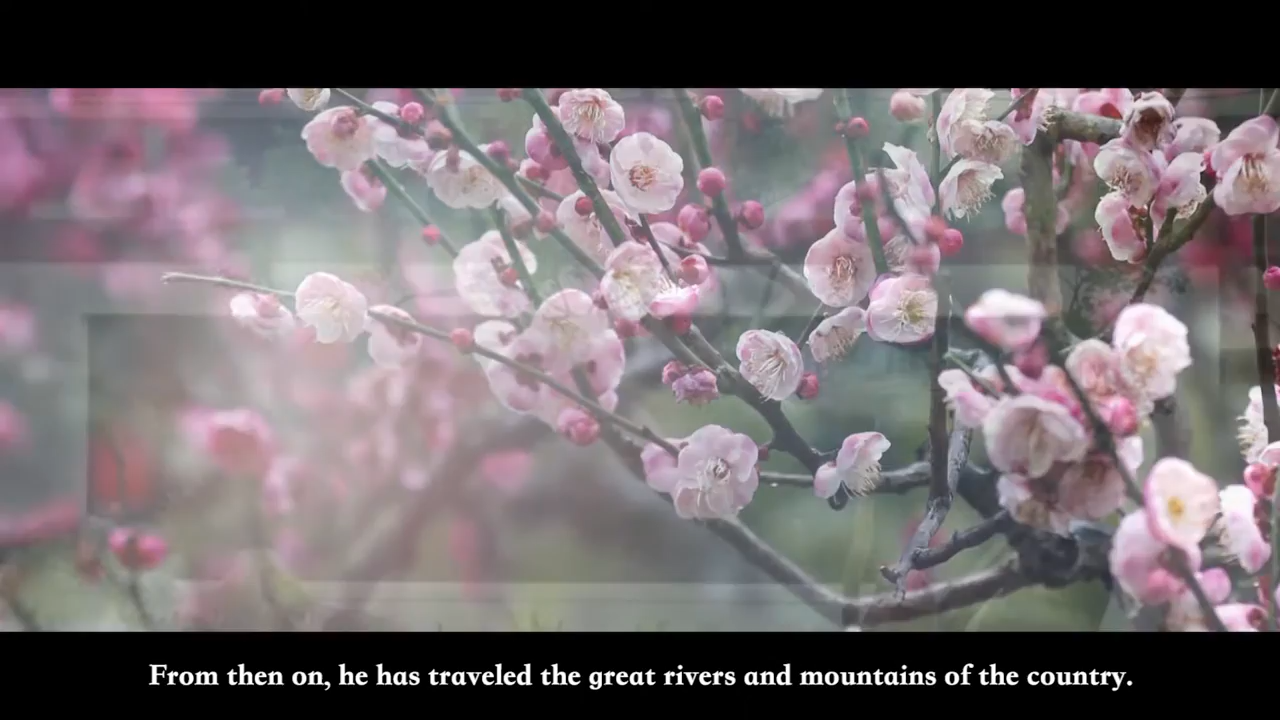 From then on, he has traveled the great rivers and mountains of the country.